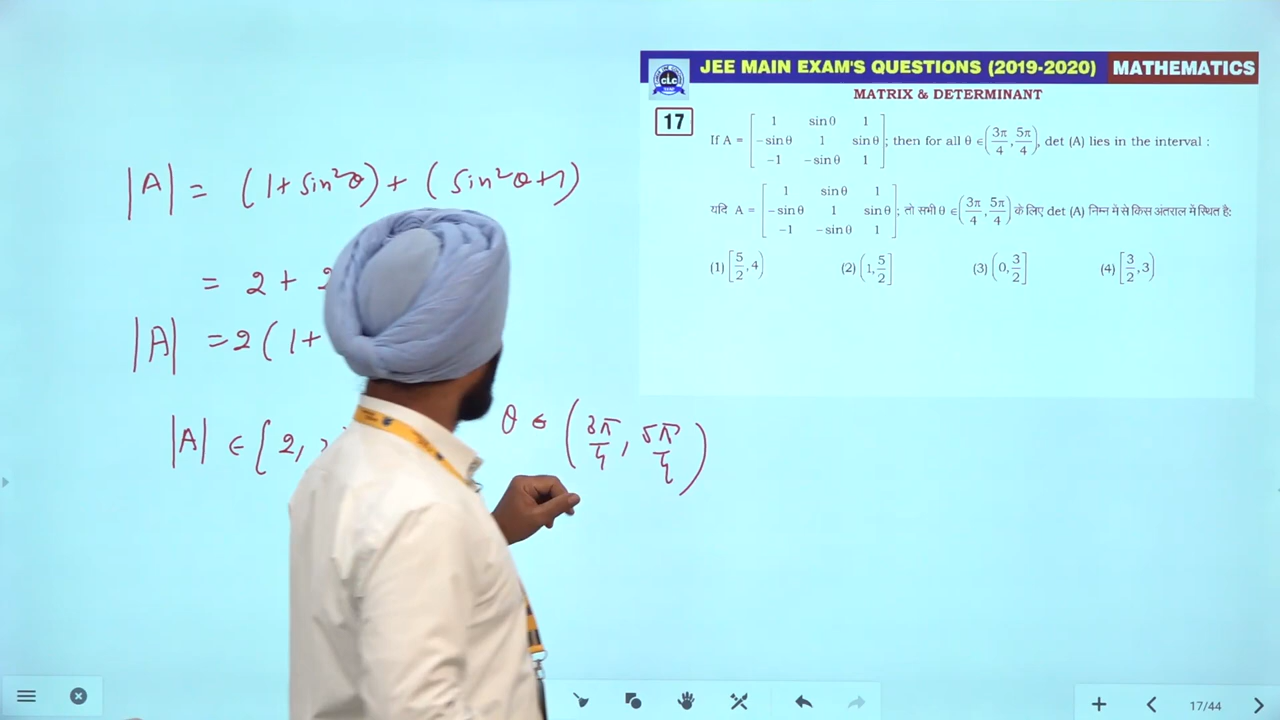 JEE MAIN EXAM'S QUESTIONS (2019-2020) MATHEMATICS
CLC
MATRIX & DETERMINANT
17
If A = [1 sinθ 1; -sinθ 1 sinθ; -1 -sinθ 1]; then for all θ ∈ (3π/4, 5π/4), det (A) lies in the interval :
यदि A = [1 sinθ 1; -sinθ 1 sinθ; -1 -sinθ 1]; तो सभी θ ∈ (3π/4, 5π/4) के लिए det (A) निम्न मे से किस अंतराल में स्थित है:
(1) [5/2, 4) (2) (1, 5/2] (3) (0, 3/2] (4) [3/2, 3)
|A| = (1+sin²θ) + (sin²θ+1)
= 2 +
|A| = 2(1+
|A| ∈ [2,
θ ∈ (3π/4, 5π/4)
17/44